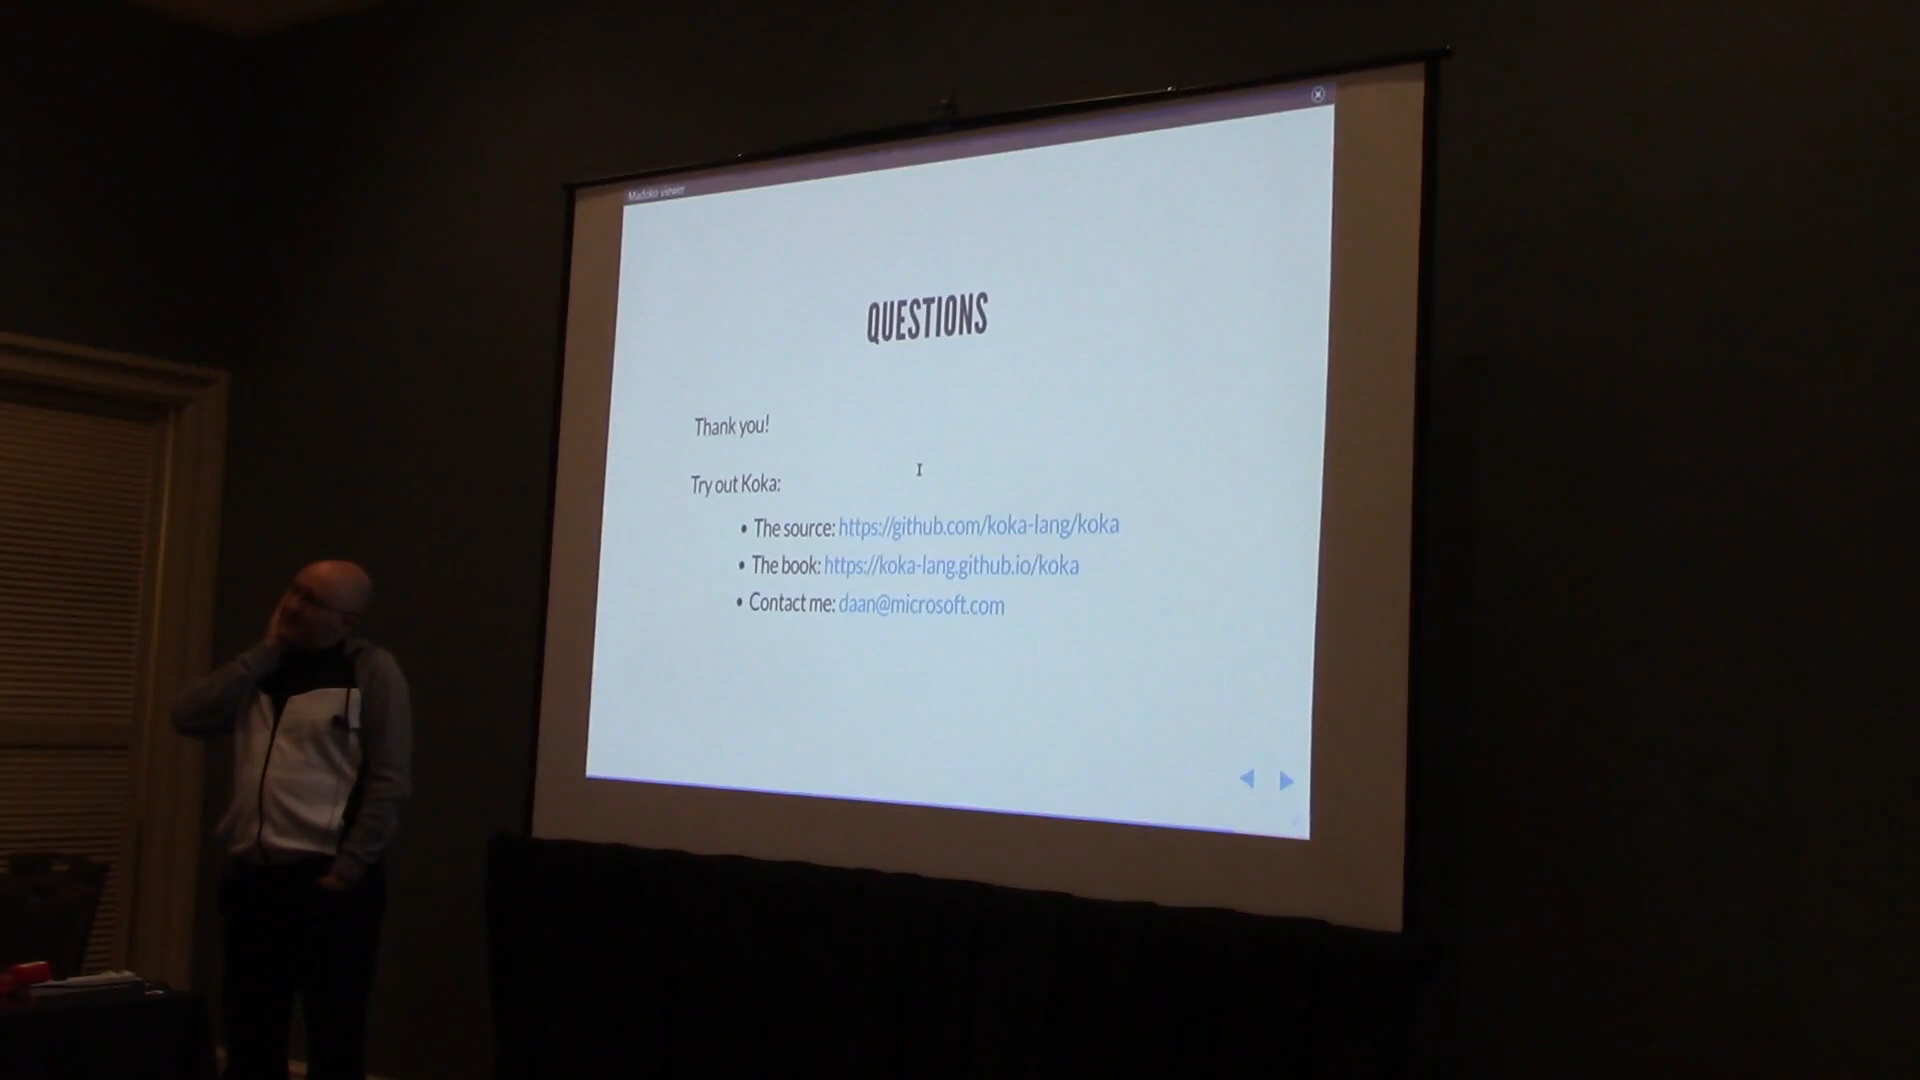 Madoko viewer
QUESTIONS
Thank you!
Try out Koka:
• The source: https://github.com/koka-lang/koka
• The book: https://koka-lang.github.io/koka
• Contact me: daan@microsoft.com